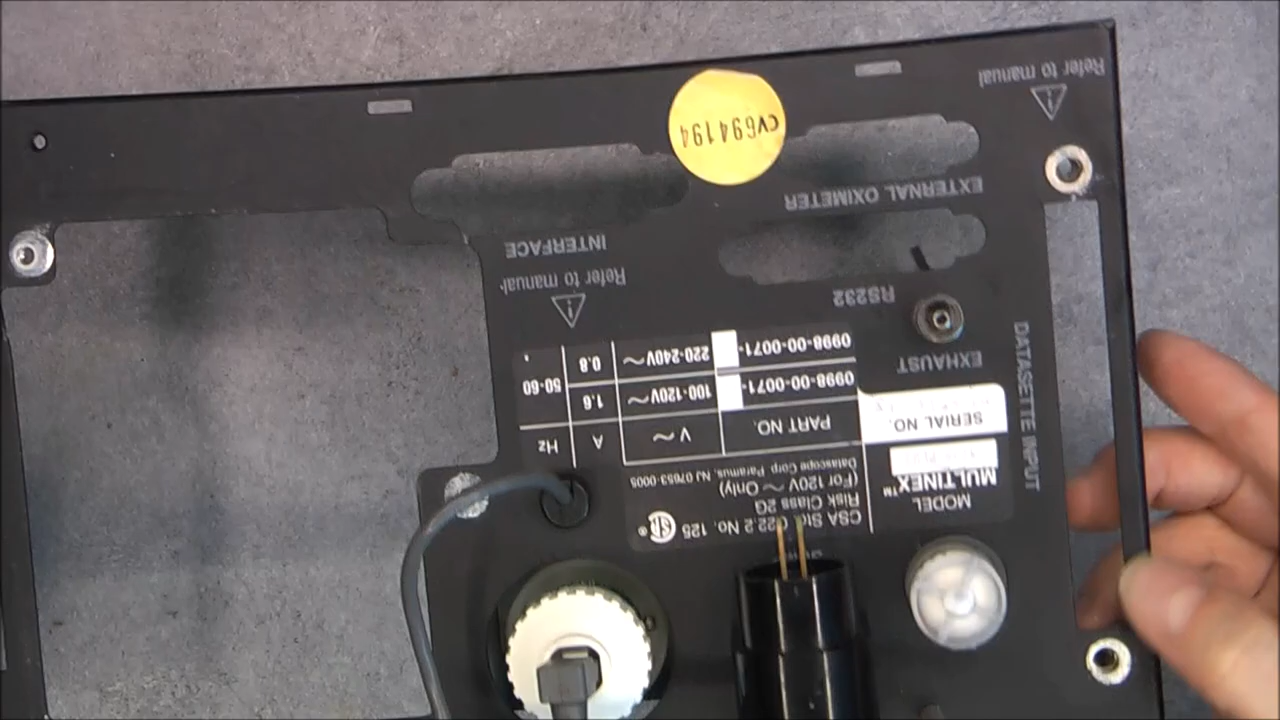 MODEL
MULTINEX™
SERIAL NO.
CSA Std. C22.2 No. 125
Risk Class 2G
(For 120V ~ Only)
Datascope Corp Paramus, NJ 07653-0005
PART NO. V ~ A Hz
0998-00-0071- 100-120V~ 1.6 50-60
0998-00-0071- 220-240V~ 0.8
EXHAUST
DATASETTE INPUT
RS232
Refer to manual
INTERFACE
EXTERNAL OXIMETER
CV694194
Refer to manual